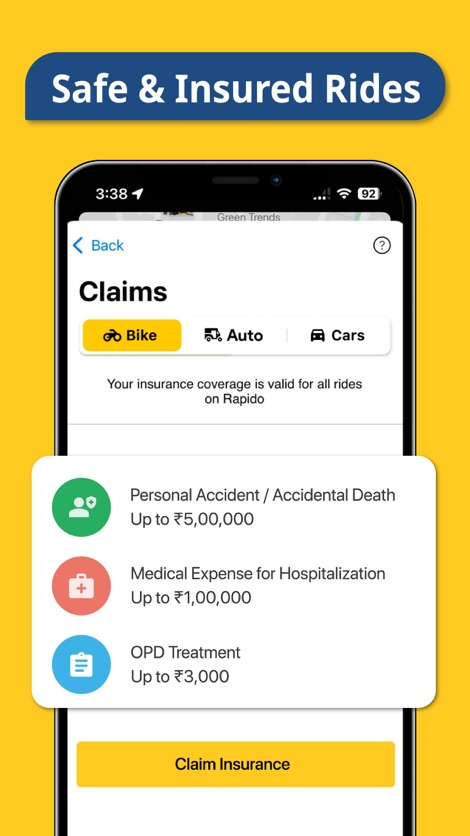 Safe & Insured Rides
3:38
92
Green Trends
Back
?
Claims
Bike
Auto
Cars
Your insurance coverage is valid for all rides
on Rapido
Personal Accident / Accidental Death
Up to ₹5,00,000
Medical Expense for Hospitalization
Up to ₹1,00,000
OPD Treatment
Up to ₹3,000
Claim Insurance